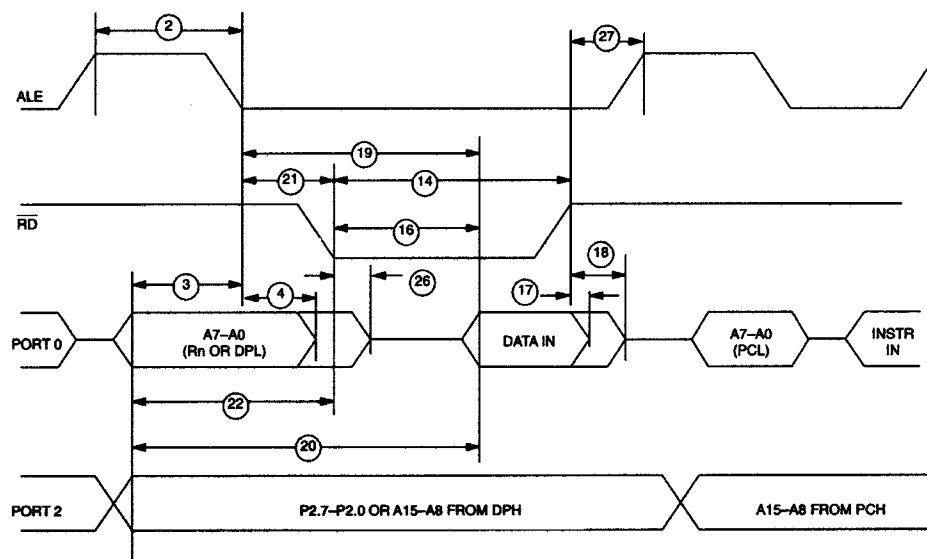 2
27
ALE
19
21
14
RD
16
18
3
4
26
17
PORT 0
A7–A0
(Rn OR DPL)
DATA IN
A7–A0
(PCL)
INSTR
IN
22
20
PORT 2
P2.7–P2.0 OR A15–A8 FROM DPH
A15–A8 FROM PCH